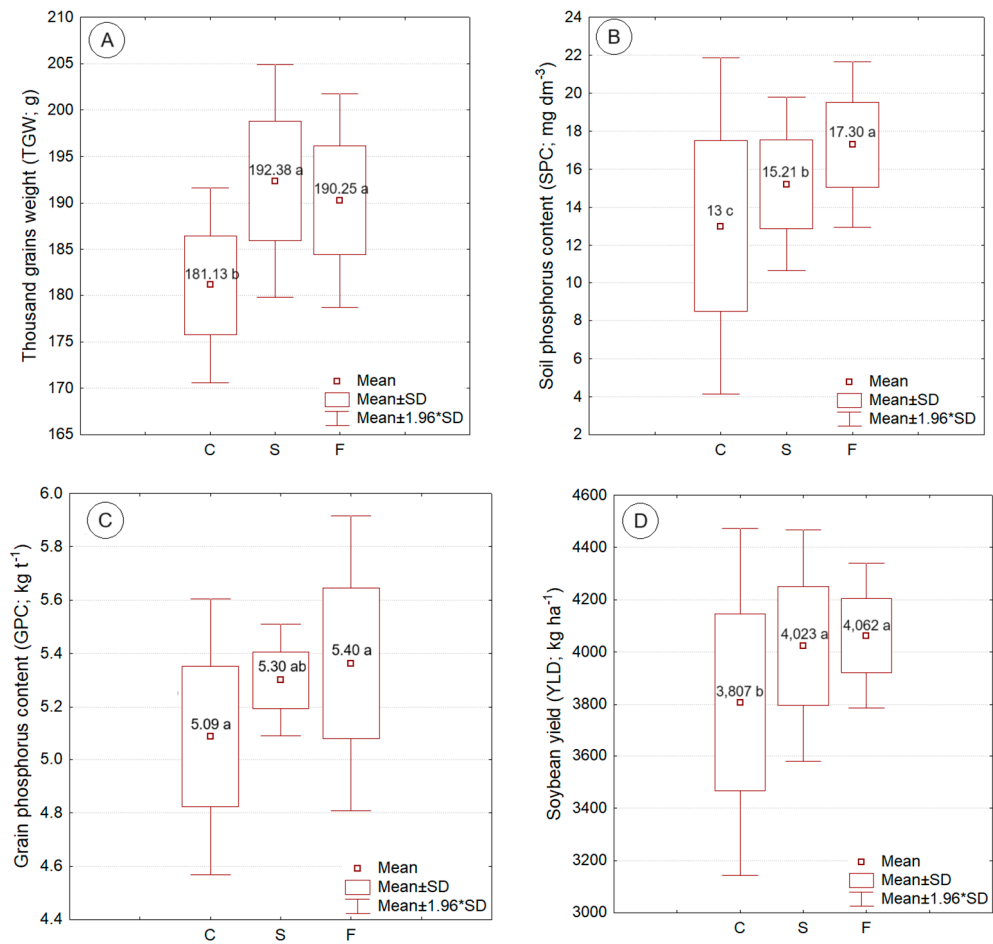 A
Thousand grains weight (TGW; g)
210
205
200
195
190
185
180
175
170
165
181.13 b
192.38 a
190.25 a
Mean
Mean±SD
Mean±1.96*SD
C S F
B
Soil phosphorus content (SPC; mg dm-3)
24
22
20
18
16
14
12
10
8
6
4
2
13 c
15.21 b
17.30 a
Mean
Mean±SD
Mean±1.96*SD
C S F
C
Grain phosphorus content (GPC; kg t-1)
6.0
5.8
5.6
5.4
5.2
5.0
4.8
4.6
4.4
5.09 a
5.30 ab
5.40 a
Mean
Mean±SD
Mean±1.96*SD
C S F
D
Soybean yield (YLD; kg ha-1)
4600
4400
4200
4000
3800
3600
3400
3200
3000
3,807 b
4,023 a
4,062 a
Mean
Mean±SD
Mean±1.96*SD
C S F